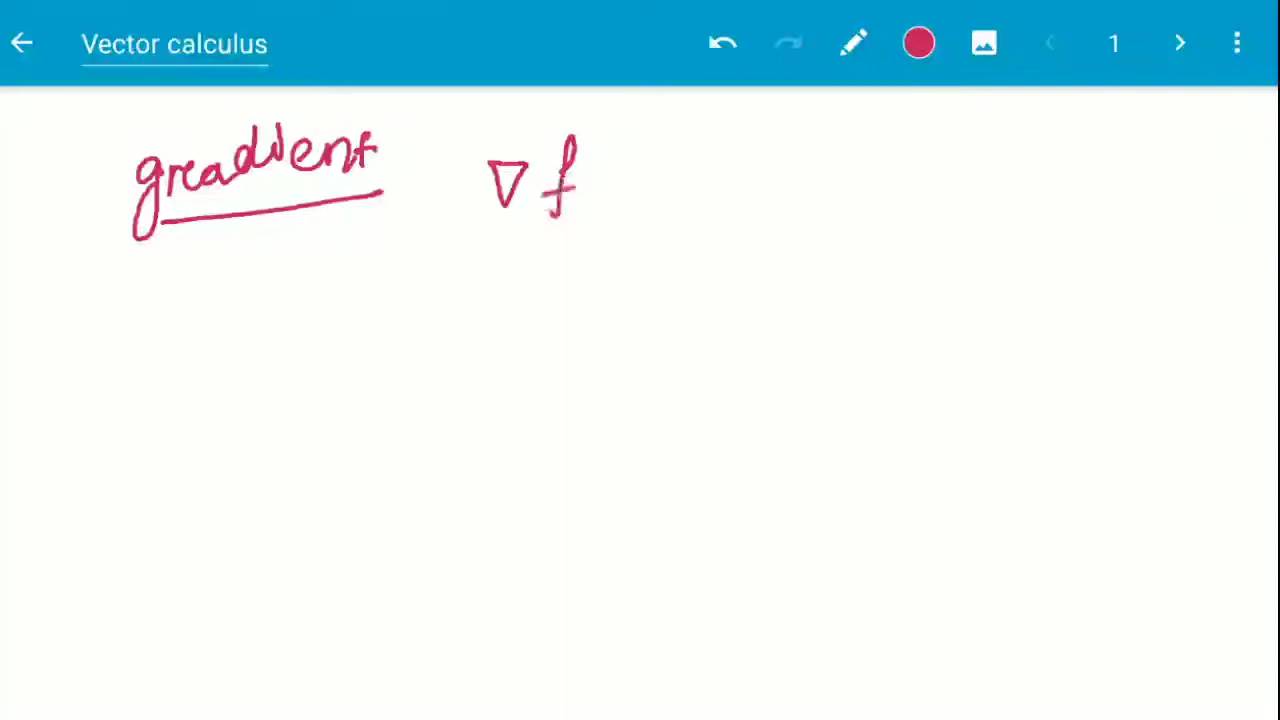 Vector calculus 1
gradient ∇ f